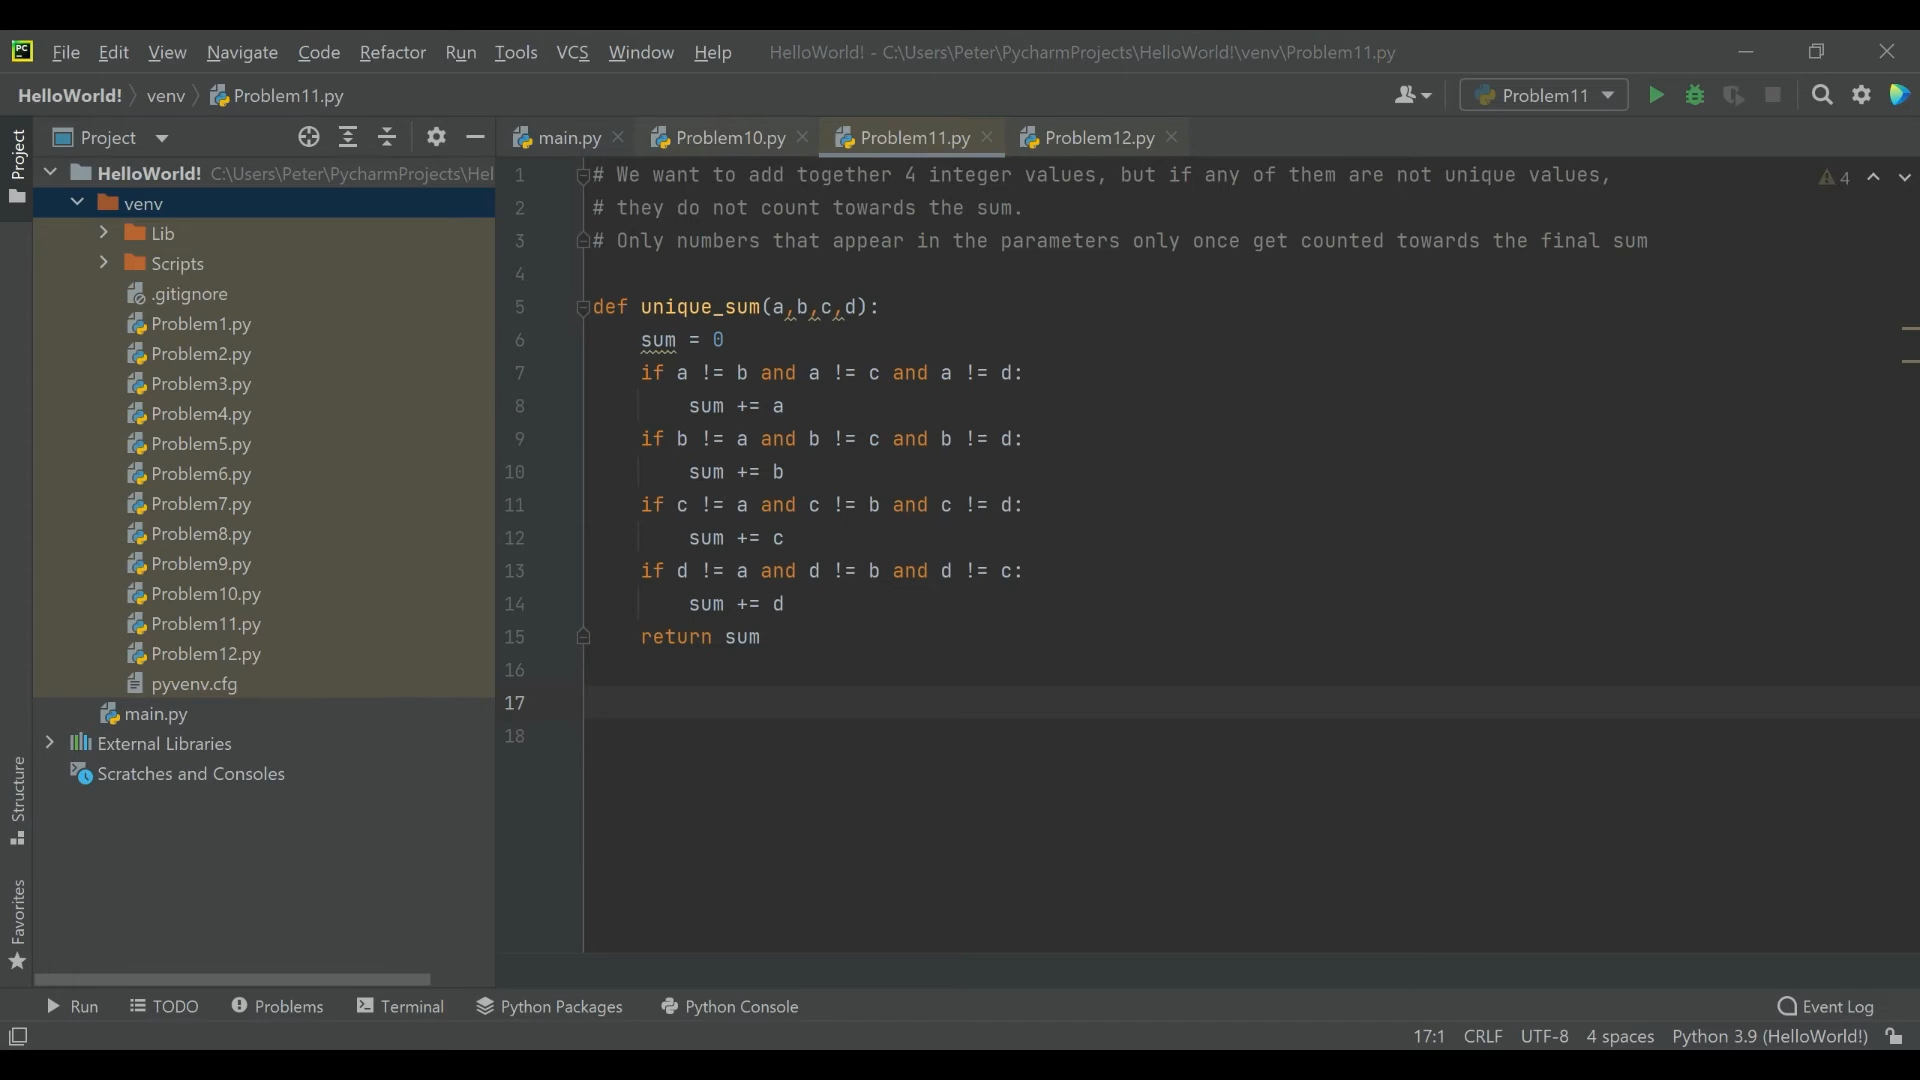 PC File Edit View Navigate Code Refactor Run Tools VCS Window Help HelloWorld! - C:\Users\Peter\PycharmProjects\HelloWorld!\venv\Problem11.py
HelloWorld! venv Problem11.py Problem11
Project
Project
main.py Problem10.py Problem11.py Problem12.py
HelloWorld! C:\Users\Peter\PycharmProjects\Hel
venv
Lib
Scripts
.gitignore
Problem1.py
Problem2.py
Problem3.py
Problem4.py
Problem5.py
Problem6.py
Problem7.py
Problem8.py
Problem9.py
Problem10.py
Problem11.py
Problem12.py
pyvenv.cfg
main.py
External Libraries
Scratches and Consoles
Structure
Favorites
1 # We want to add together 4 integer values, but if any of them are not unique values,
4
2 # they do not count towards the sum.
3 # Only numbers that appear in the parameters only once get counted towards the final sum
4
5 def unique_sum(a,b,c,d):
6 sum = 0
7 if a != b and a != c and a != d:
8 sum += a
9 if b != a and b != c and b != d:
10 sum += b
11 if c != a and c != b and c != d:
12 sum += c
13 if d != a and d != b and d != c:
14 sum += d
15 return sum
16
17
18
Run TODO Problems Terminal Python Packages Python Console Event Log
17:1 CRLF UTF-8 4 spaces Python 3.9 (HelloWorld!)